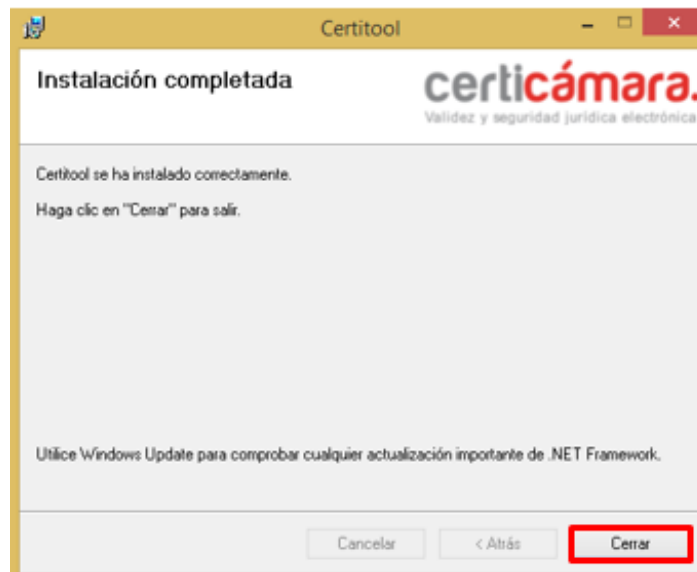 Certitool
Instalación completada
certicámara.
Validez y seguridad jurídica electrónica
Certitool se ha instalado correctamente.
Haga clic en "Cerrar" para salir.
Utilice Windows Update para comprobar cualquier actualización importante de .NET Framework.
Cancelar < Atrás Cerrar